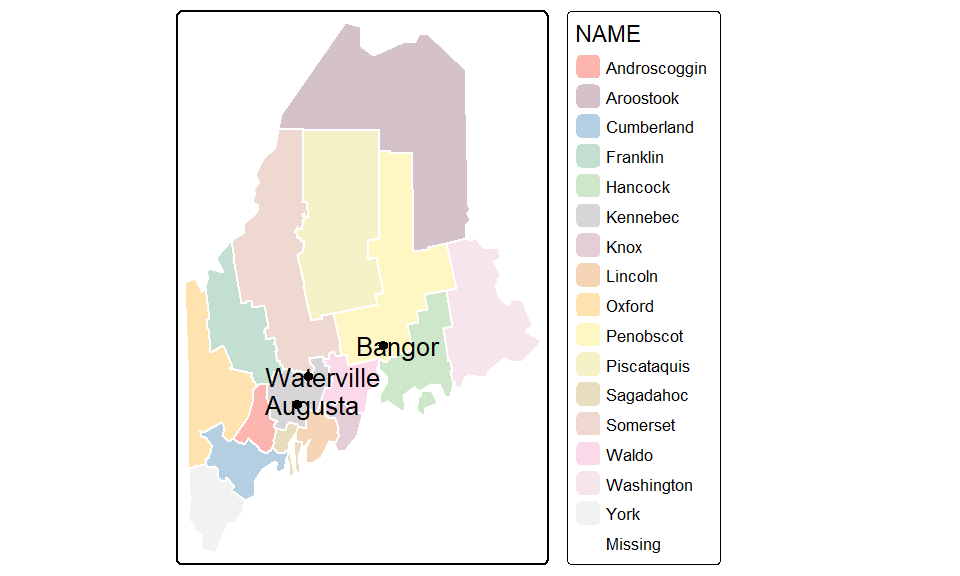 Bangor
Waterville
Augusta
NAME
Androscoggin
Aroostook
Cumberland
Franklin
Hancock
Kennebec
Knox
Lincoln
Oxford
Penobscot
Piscataquis
Sagadahoc
Somerset
Waldo
Washington
York
Missing